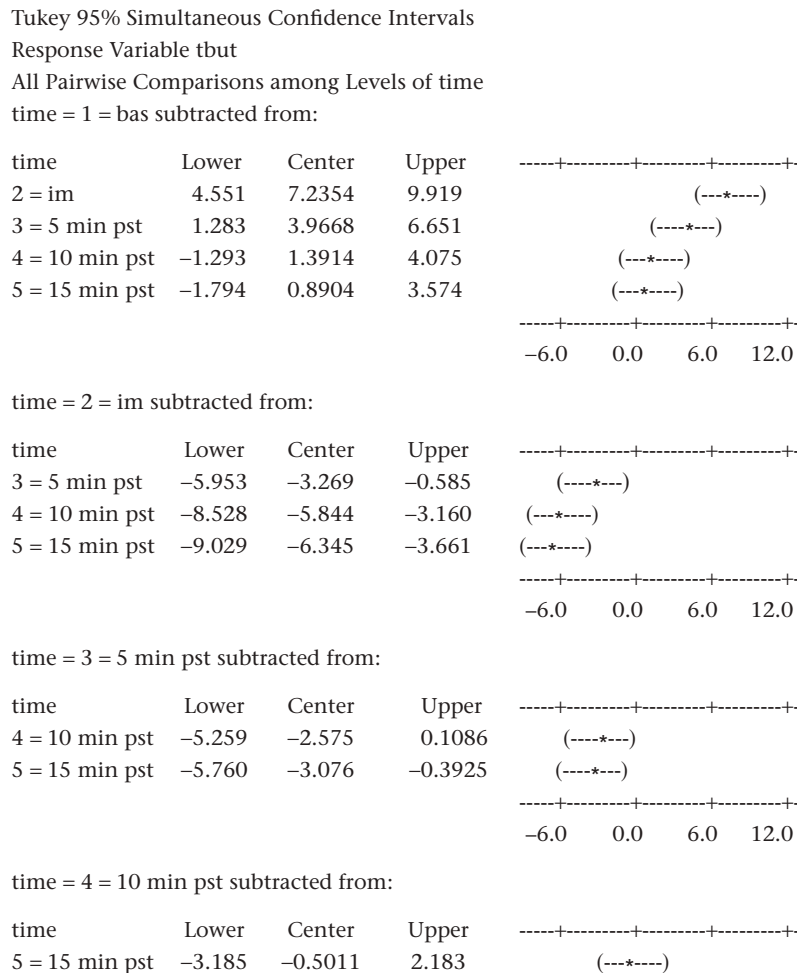 Tukey 95% Simultaneous Confidence Intervals
Response Variable tbut
All Pairwise Comparisons among Levels of time
time = 1 = bas subtracted from:
time Lower Center Upper -----+---------+---------+---------+-
2 = im 4.551 7.2354 9.919 (---*----)
3 = 5 min pst 1.283 3.9668 6.651 (----*---)
4 = 10 min pst –1.293 1.3914 4.075 (---*----)
5 = 15 min pst –1.794 0.8904 3.574 (---*----)
-----+---------+---------+---------+-
–6.0 0.0 6.0 12.0
time = 2 = im subtracted from:
time Lower Center Upper -----+---------+---------+---------+-
3 = 5 min pst –5.953 –3.269 –0.585 (----*---)
4 = 10 min pst –8.528 –5.844 –3.160 (---*----)
5 = 15 min pst –9.029 –6.345 –3.661 (---*----)
-----+---------+---------+---------+-
–6.0 0.0 6.0 12.0
time = 3 = 5 min pst subtracted from:
time Lower Center Upper -----+---------+---------+---------+-
4 = 10 min pst –5.259 –2.575 0.1086 (----*---)
5 = 15 min pst –5.760 –3.076 –0.3925 (----*---)
-----+---------+---------+---------+-
–6.0 0.0 6.0 12.0
time = 4 = 10 min pst subtracted from:
time Lower Center Upper -----+---------+---------+---------+-
5 = 15 min pst –3.185 –0.5011 2.183 (---*----)